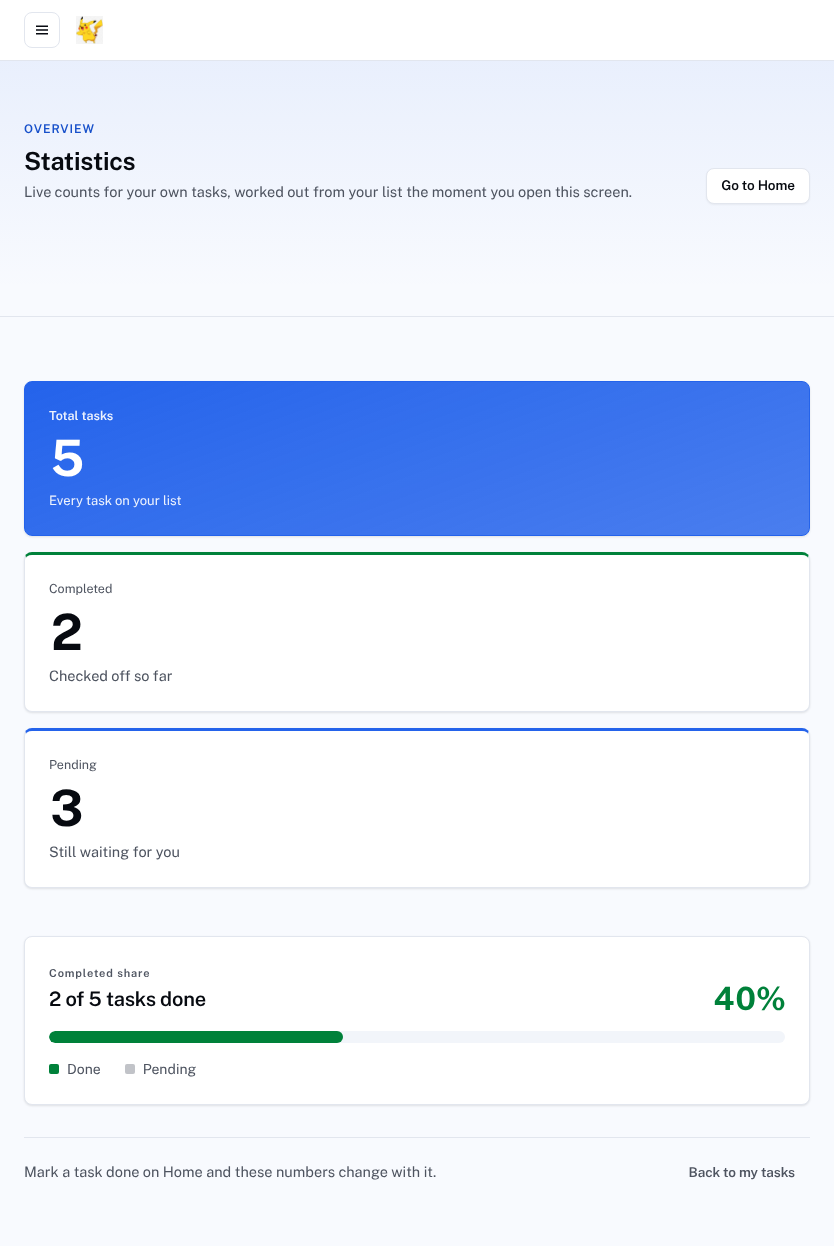 OVERVIEW
Statistics
Live counts for your own tasks, worked out from your list the moment you open this screen.
Go to Home
Total tasks
5
Every task on your list
Completed
2
Checked off so far
Pending
3
Still waiting for you
Completed share
2 of 5 tasks done
40%
Done
Pending
Mark a task done on Home and these numbers change with it.
Back to my tasks